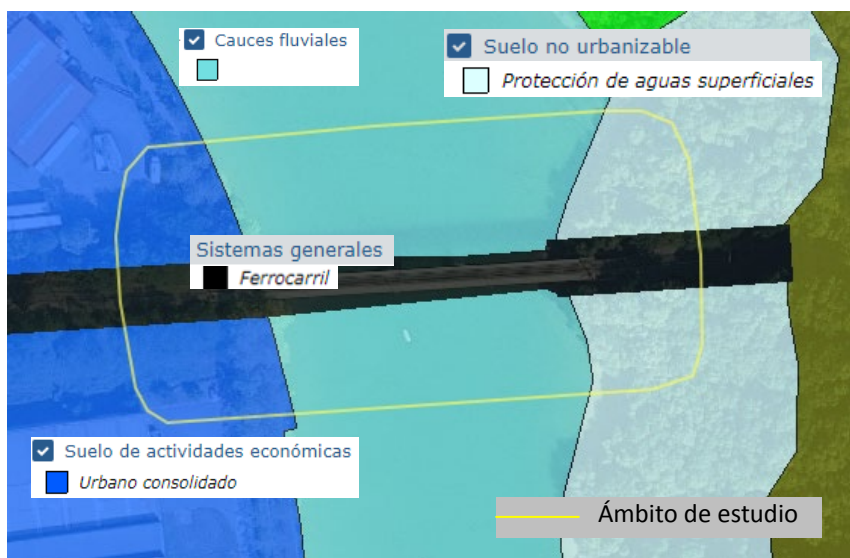 Cauces fluviales
Suelo no urbanizable
Protección de aguas superficiales
Sistemas generales
Ferrocarril
Suelo de actividades económicas
Urbano consolidado
Ámbito de estudio